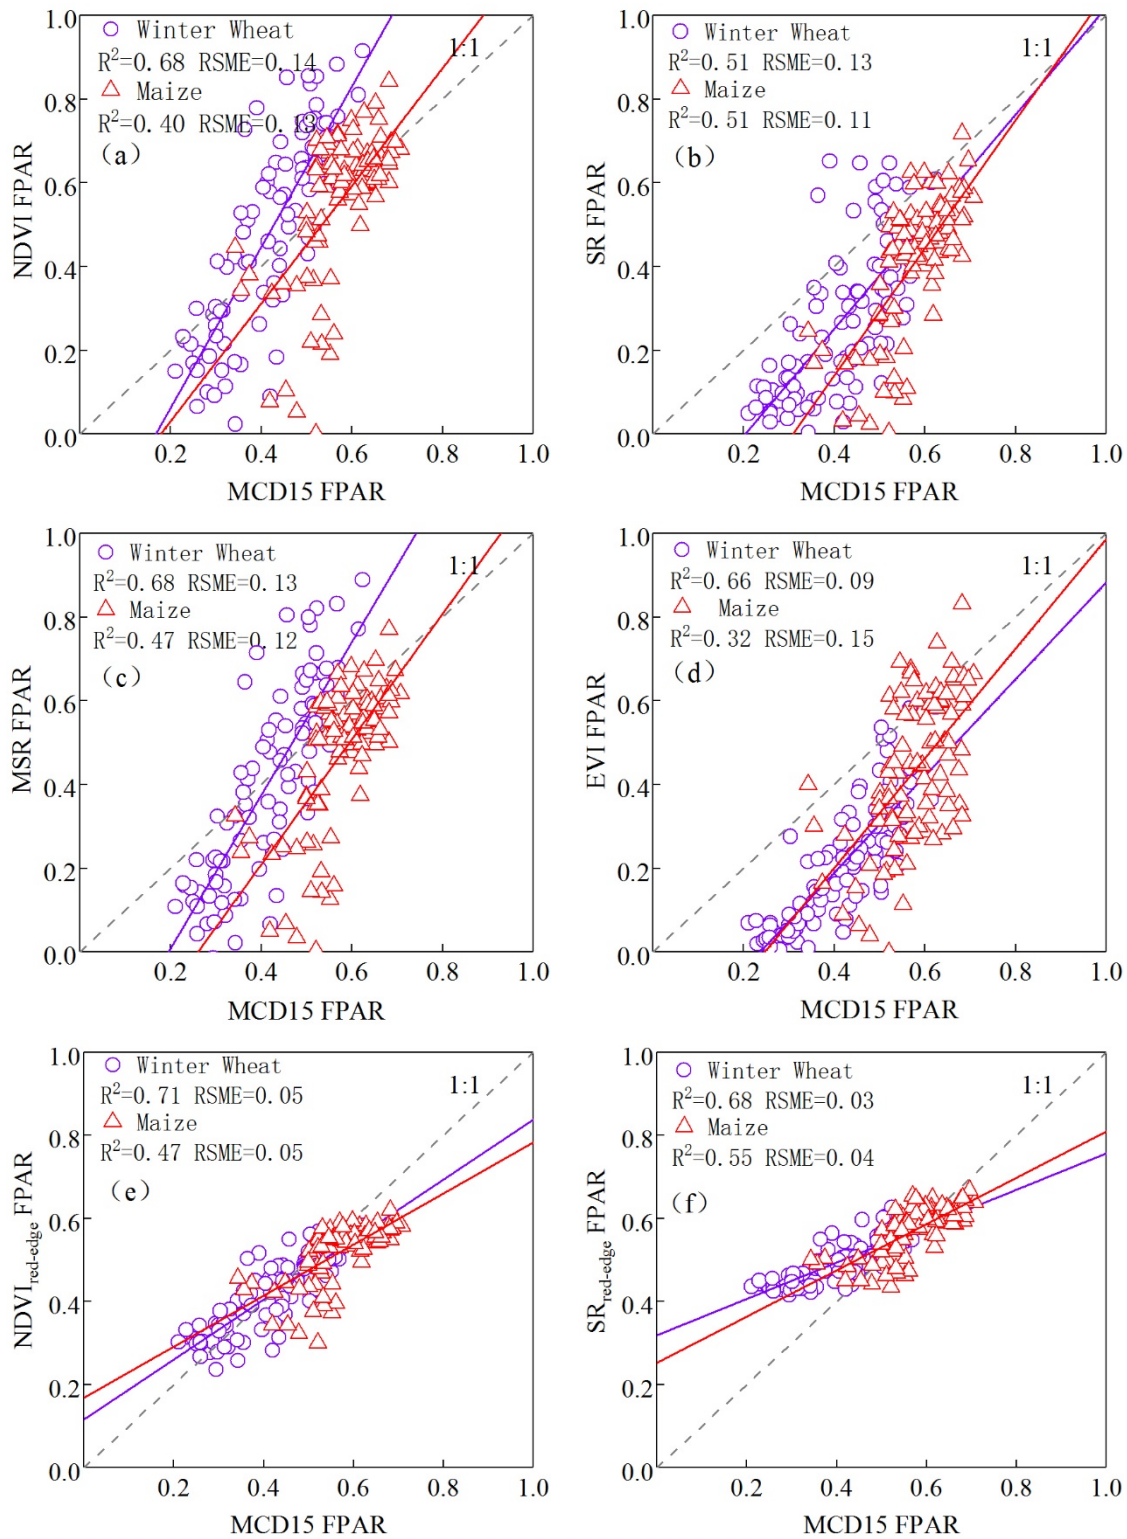 1.0
Winter Wheat
1:1
R²=0.68 RSME=0.14
Maize
0.8
R²=0.40 RSME=0.13
(a)
0.6
NDVI FPAR
0.4
0.2
0.0
0.2 0.4 0.6 0.8 1.0
MCD15 FPAR
1.0
Winter Wheat
1:1
R²=0.51 RSME=0.13
Maize
0.8
R²=0.51 RSME=0.11
(b)
0.6
SR FPAR
0.4
0.2
0.0
0.2 0.4 0.6 0.8 1.0
MCD15 FPAR
1.0
Winter Wheat
1:1
R²=0.68 RSME=0.13
Maize
0.8
R²=0.47 RSME=0.12
(c)
0.6
MSR FPAR
0.4
0.2
0.0
0.2 0.4 0.6 0.8 1.0
MCD15 FPAR
1.0
Winter Wheat
1:1
R²=0.66 RSME=0.09
Maize
0.8
R²=0.32 RSME=0.15
(d)
0.6
EVI FPAR
0.4
0.2
0.0
0.2 0.4 0.6 0.8 1.0
MCD15 FPAR
1.0
Winter Wheat
1:1
R²=0.71 RSME=0.05
Maize
0.8
R²=0.47 RSME=0.05
(e)
0.6
NDVIred-edge FPAR
0.4
0.2
0.0
0.2 0.4 0.6 0.8 1.0
MCD15 FPAR
1.0
Winter Wheat
1:1
R²=0.68 RSME=0.03
Maize
0.8
R²=0.55 RSME=0.04
(f)
0.6
SRred-edge FPAR
0.4
0.2
0.0
0.2 0.4 0.6 0.8 1.0
MCD15 FPAR